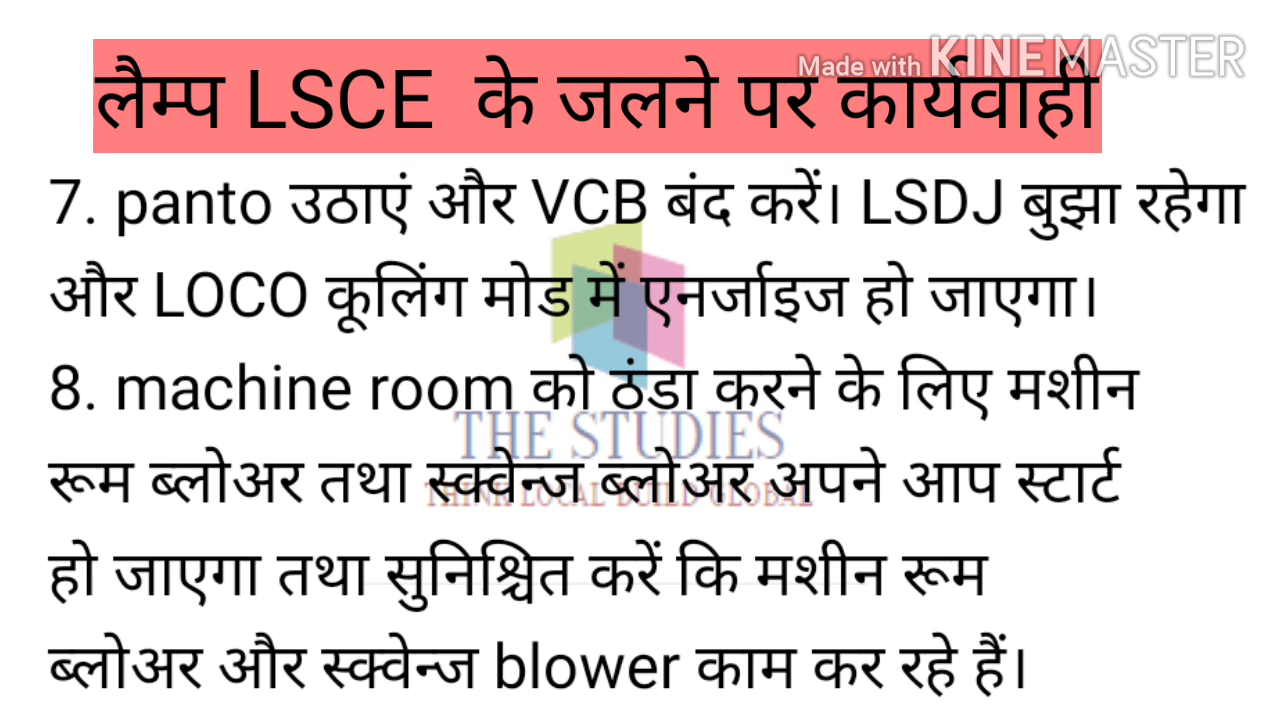 Made with KINEMASTER
लैम्प LSCE के जलने पर कार्यवाही
7. panto उठाएं और VCB बंद करें। LSDJ बुझा रहेगा
और LOCO कूलिंग मोड में एनर्जाइज हो जाएगा।
8. machine room को ठंडा करने के लिए मशीन
THE STUDIES
रूम ब्लोअर तथा स्क्वेन्ज ब्लोअर अपने आप स्टार्ट
THINK LOCAL BUILD GLOBAL
हो जाएगा तथा सुनिश्चित करें कि मशीन रूम
ब्लोअर और स्क्वेन्ज blower काम कर रहे हैं।